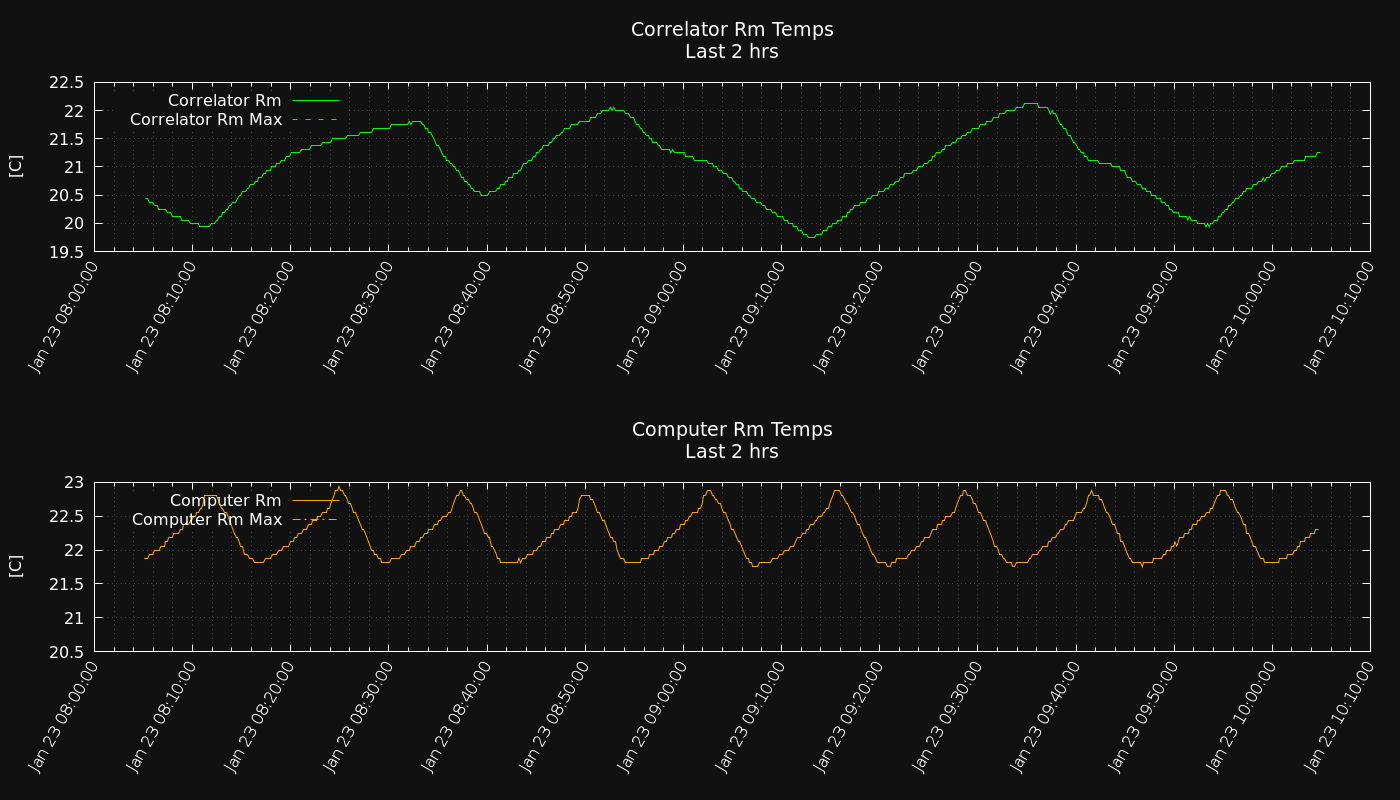 Correlator Rm Temps
Last 2 hrs
22.5
22
21.5
21
20.5
20
19.5
[C]
Correlator Rm
Correlator Rm Max
Jan 23 08:00:00
Jan 23 08:10:00
Jan 23 08:20:00
Jan 23 08:30:00
Jan 23 08:40:00
Jan 23 08:50:00
Jan 23 09:00:00
Jan 23 09:10:00
Jan 23 09:20:00
Jan 23 09:30:00
Jan 23 09:40:00
Jan 23 09:50:00
Jan 23 10:00:00
Jan 23 10:10:00
Computer Rm Temps
Last 2 hrs
23
22.5
22
21.5
21
20.5
[C]
Computer Rm
Computer Rm Max
Jan 23 08:00:00
Jan 23 08:10:00
Jan 23 08:20:00
Jan 23 08:30:00
Jan 23 08:40:00
Jan 23 08:50:00
Jan 23 09:00:00
Jan 23 09:10:00
Jan 23 09:20:00
Jan 23 09:30:00
Jan 23 09:40:00
Jan 23 09:50:00
Jan 23 10:00:00
Jan 23 10:10:00